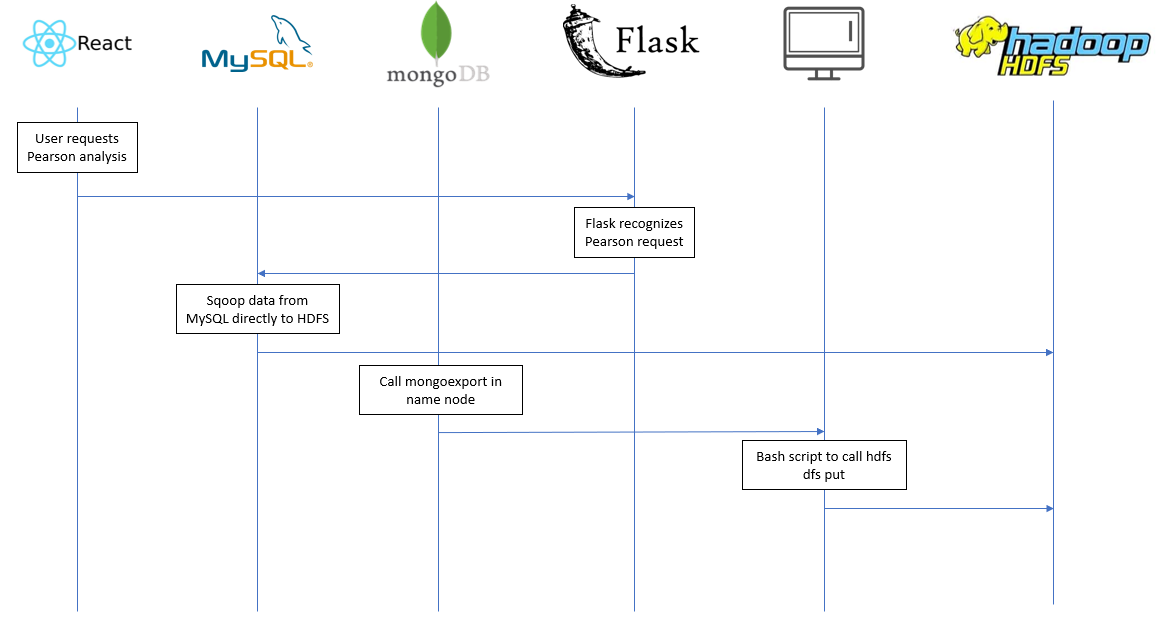 React
MySQL®
mongoDB
Flask
hadoop
HDFS
User requests
Pearson analysis
Flask recognizes
Pearson request
Sqoop data from
MySQL directly to HDFS
Call mongoexport in
name node
Bash script to call hdfs
dfs put